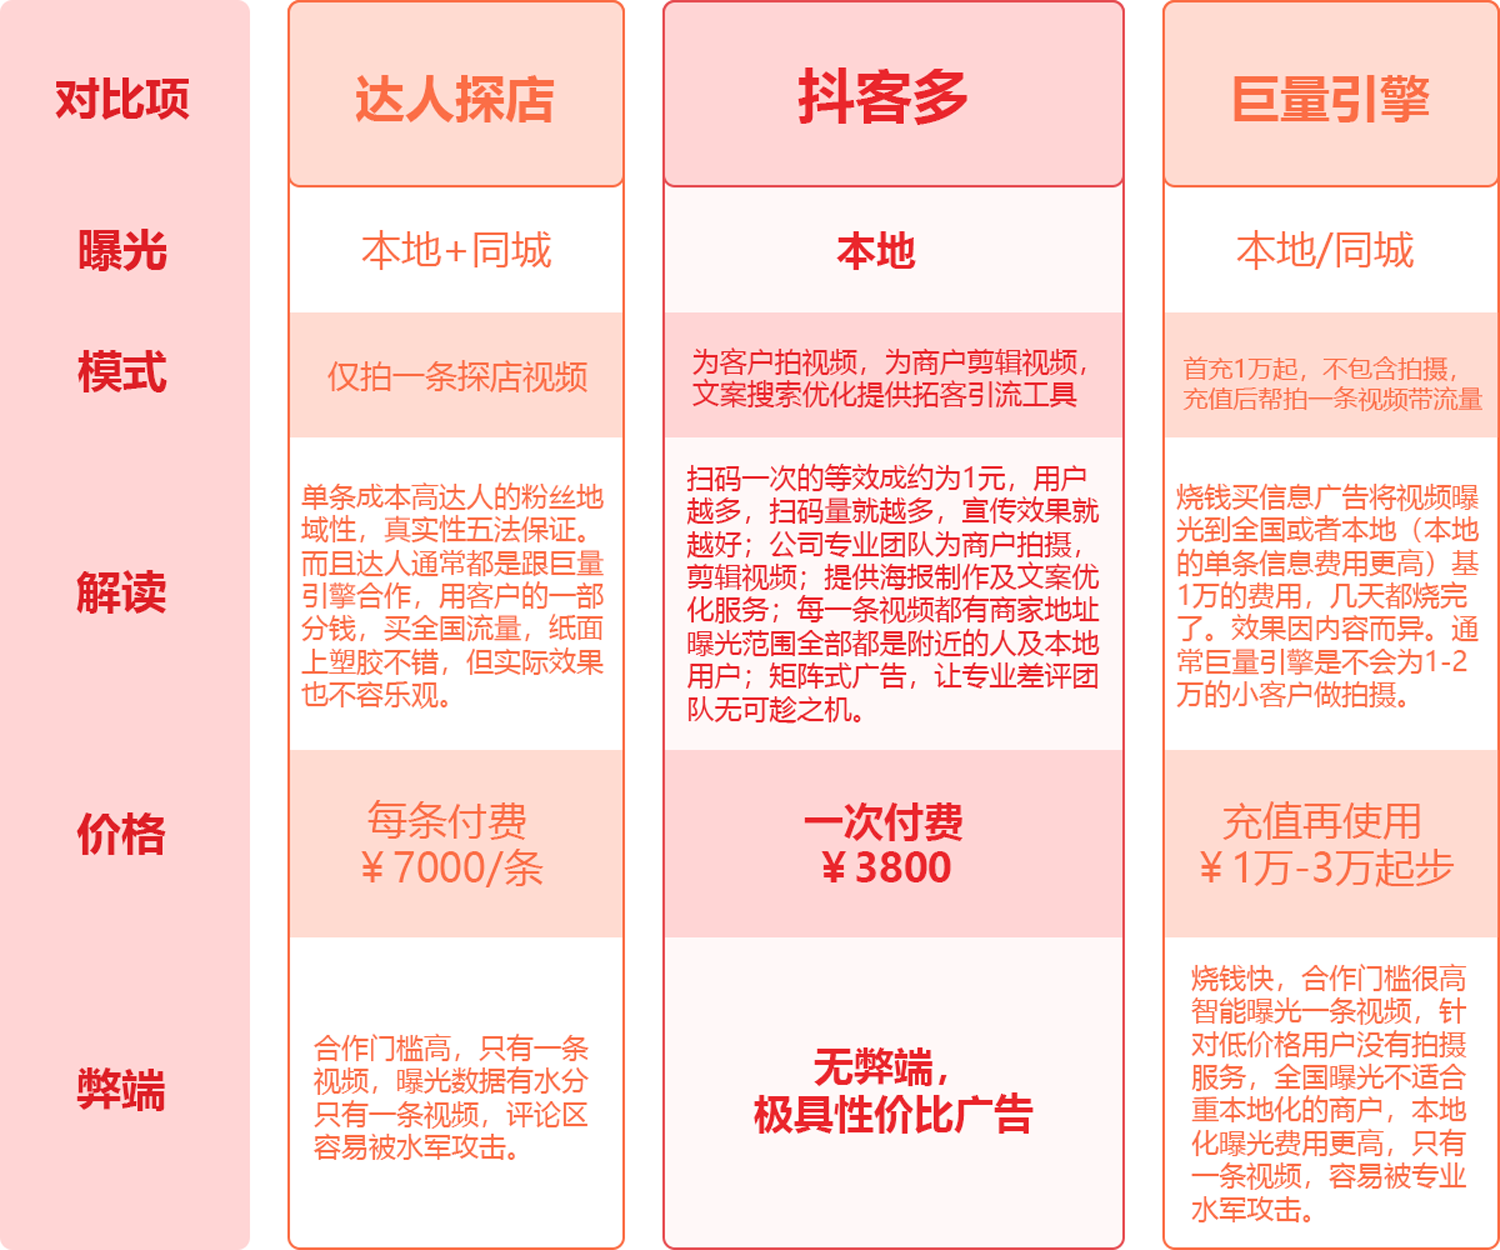 对比项
达人探店
抖客多
巨量引擎
曝光
本地+同城
本地
本地/同城
模式
仅拍一条探店视频
为客户拍视频，为商户剪辑视频，
文案搜索优化提供拓客引流工具
首充1万起，不包含拍摄，
充值后帮拍一条视频带流量
解读
单条成本高达人的粉丝地
域性，真实性五法保证。
而且达人通常都是跟巨量
引擎合作，用客户的一部
分钱，买全国流量，纸面
上塑胶不错，但实际效果
也不容乐观。
扫码一次的等效成约为1元，用户
越多，扫码量就越多，宣传效果就
越好；公司专业团队为商户拍摄，
剪辑视频；提供海报制作及文案优
化服务；每一条视频都有商家地址
曝光范围全部都是附近的人及本地
用户；矩阵式广告，让专业差评团
队无可趁之机。
烧钱买信息广告将视频曝
光到全国或者本地（本地
的单条信息费用更高）基
1万的费用，几天都烧完
了。效果因内容而异。通
常巨量引擎是不会为1-2
万的小客户做拍摄。
价格
每条付费
￥7000/条
一次付费
￥3800
充值再使用
￥1万-3万起步
弊端
合作门槛高，只有一条
视频，曝光数据有水分
只有一条视频，评论区
容易被水军攻击。
无弊端，
极具性价比广告
烧钱快，合作门槛很高
智能曝光一条视频，针
对低价格用户没有拍摄
服务，全国曝光不适合
重本地化的商户，本地
化曝光费用更高，只有
一条视频，容易被专业
水军攻击。